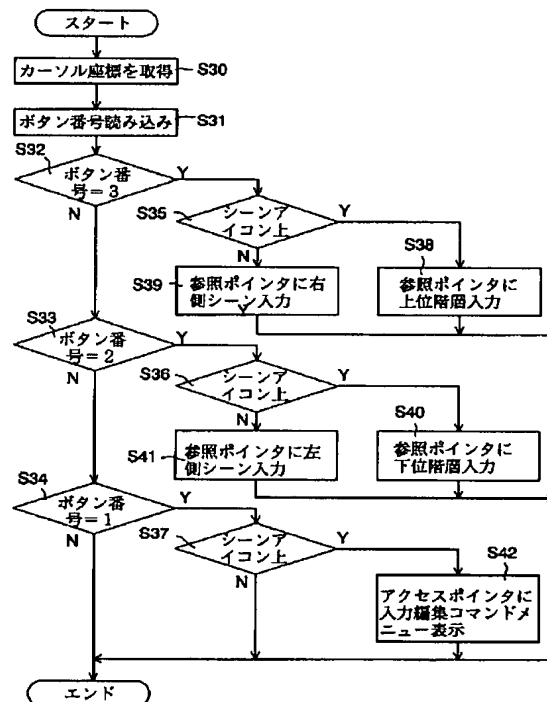 スタート
カーソル座標を取得
S30
ボタン番号読み込み
S31
S32
ボタン番
号=3
Y
N
S35
シーンア
イコン上
Y
N
S39
参照ポインタに右
側シーン入力
S38
参照ポインタに
上位階層入力
S33
ボタン番
号=2
Y
N
S36
シーンア
イコン上
Y
N
S41
参照ポインタに左
側シーン入力
S40
参照ポインタに
下位階層入力
S34
ボタン番
号=1
Y
N
S37
シーンア
イコン上
Y
N
S42
アクセスポインタに
入力編集コマンドメ
ニュー表示
エンド